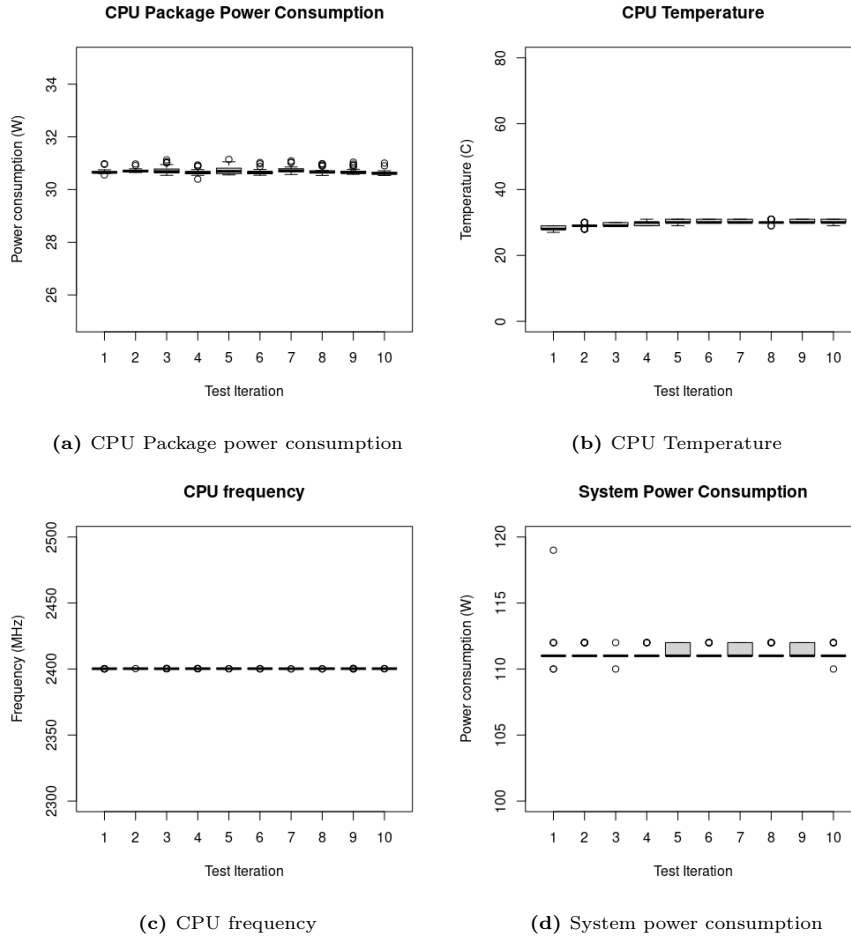 CPU Package Power Consumption
Power consumption (W)
34
32
30
28
26
1 2 3 4 5 6 7 8 9 10
Test Iteration
(a) CPU Package power consumption
CPU Temperature
Temperature (C)
80
60
40
20
0
1 2 3 4 5 6 7 8 9 10
Test Iteration
(b) CPU Temperature
CPU frequency
Frequency (MHz)
2500
2450
2400
2350
2300
1 2 3 4 5 6 7 8 9 10
Test Iteration
(c) CPU frequency
System Power Consumption
Power consumption (W)
120
115
110
105
100
1 2 3 4 5 6 7 8 9 10
Test Iteration
(d) System power consumption